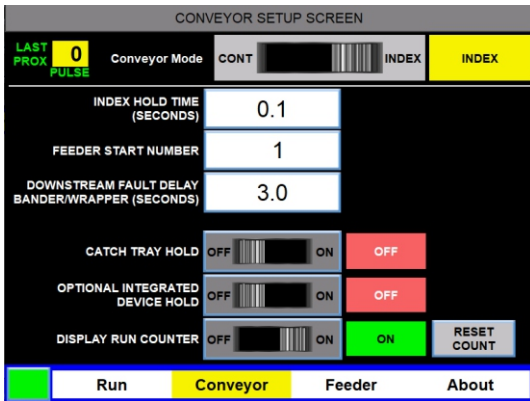 CONVEYOR SETUP SCREEN
LAST
PROX
0
PULSE
Conveyor Mode
CONT
INDEX
INDEX
INDEX HOLD TIME
(SECONDS)
0.1
FEEDER START NUMBER
1
DOWNSTREAM FAULT DELAY
BANDER/WRAPPER (SECONDS)
3.0
CATCH TRAY HOLD
OFF
ON
OFF
OPTIONAL INTEGRATED
DEVICE HOLD
OFF
ON
OFF
DISPLAY RUN COUNTER
OFF
ON
ON
RESET
COUNT
Run
Conveyor
Feeder
About